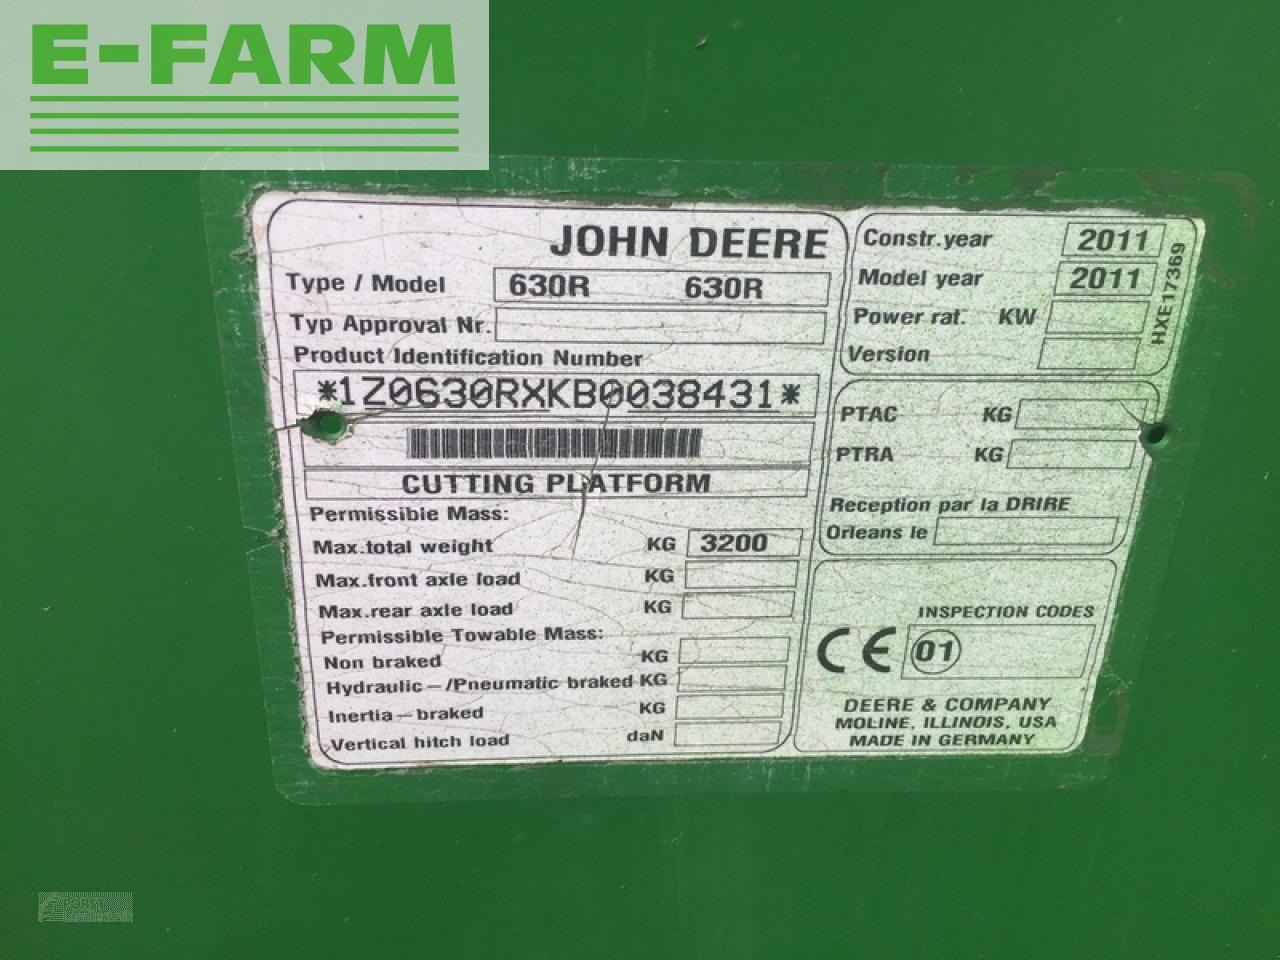 E-FARM
JOHN DEERE
Type / Model 630R 630R
Typ Approval Nr.
Product Identification Number
*1Z0630RXKB0038431*
CUTTING PLATFORM
Permissible Mass:
Max.total weight KG 3200
Max.front axle load KG
Max.rear axle load KG
Permissible Towable Mass:
Non braked KG
Hydraulic-/Pneumatic braked KG
Inertia-braked KG
Vertical hitch load daN
Constr.year 2011
Model year 2011
Power rat. KW
Version
HXE17369
PTAC KG
PTRA KG
Reception par la DRIRE
Orleans le
INSPECTION CODES
CE 01
DEERE & COMPANY
MOLINE, ILLINOIS, USA
MADE IN GERMANY